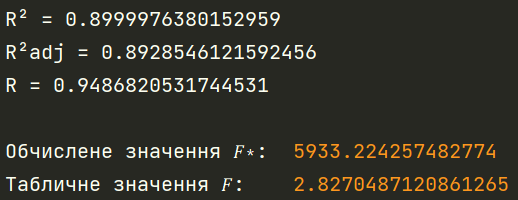 R² = 0.8999976380152959
R²adj = 0.8928546121592456
R = 0.9486820531744531
Обчислене значення F*: 5933.224257482774
Табличне значення F: 2.8270487120861265